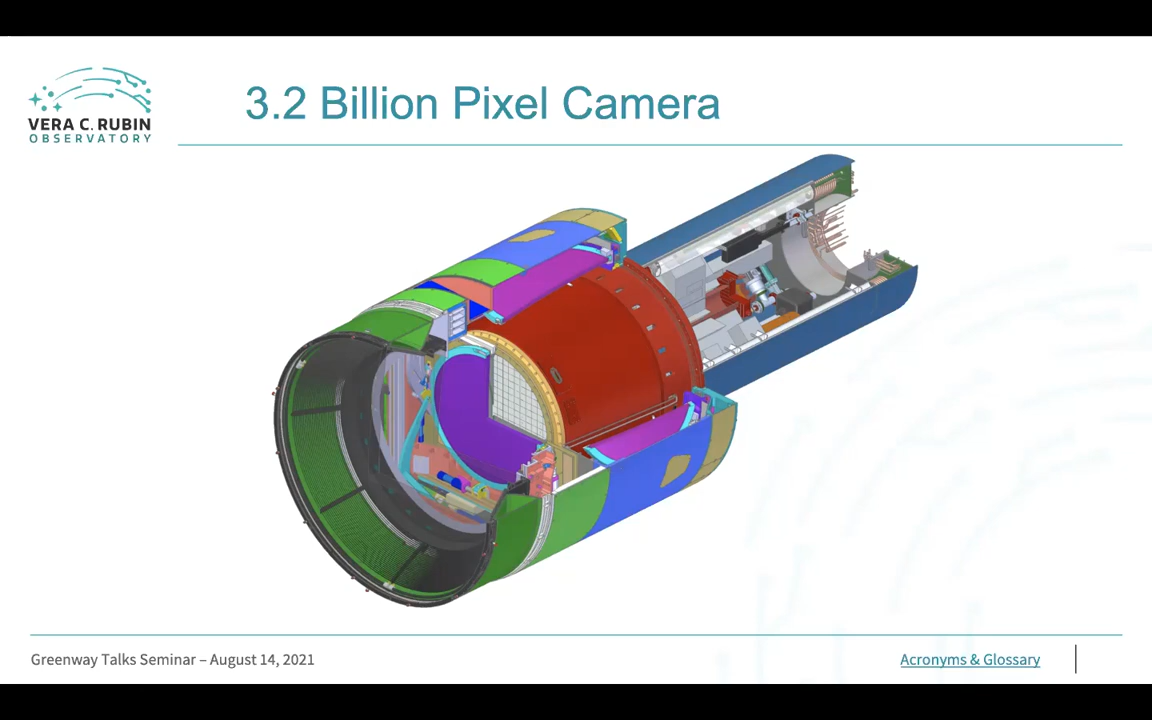 3.2 Billion Pixel Camera
VERA C. RUBIN
OBSERVATORY
Greenway Talks Seminar – August 14, 2021
Acronyms & Glossary